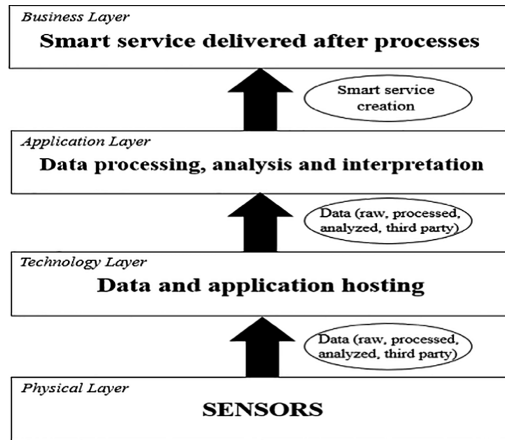 Business Layer
Smart service delivered after processes
Smart service
creation
Application Layer
Data processing, analysis and interpretation
Data (raw, processed,
analyzed, third party)
Technology Layer
Data and application hosting
Data (raw, processed,
analyzed, third party)
Physical Layer
SENSORS